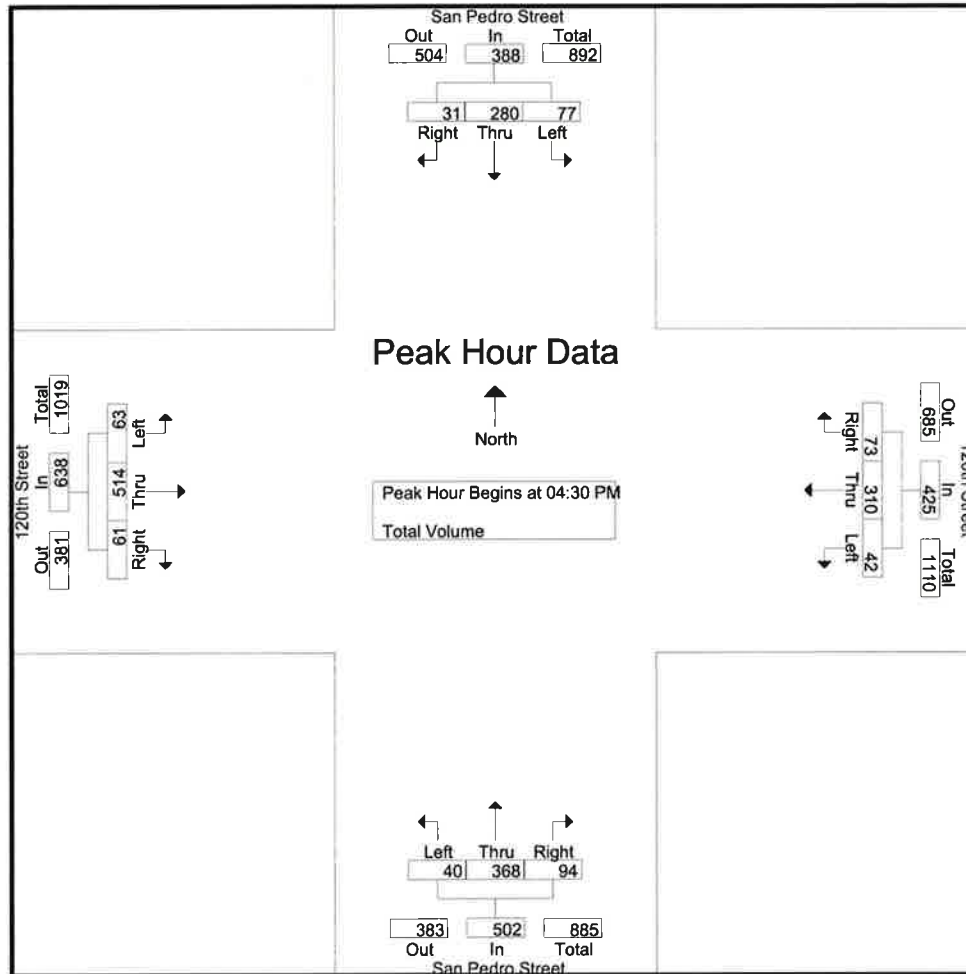 San Pedro Street
Out In Total
504 388 892
31 280 77
Right Thru Left
Peak Hour Data
North
Peak Hour Begins at 04:30 PM
Total Volume
120th Street
Total In Out
1019 638 381
63 514 61
Left Thru Right
Right Thru Left
73 310 42
685 425 1110
Out In Total
120th Street
Left Thru Right
40 368 94
383 502 885
Out In Total
San Pedro Street